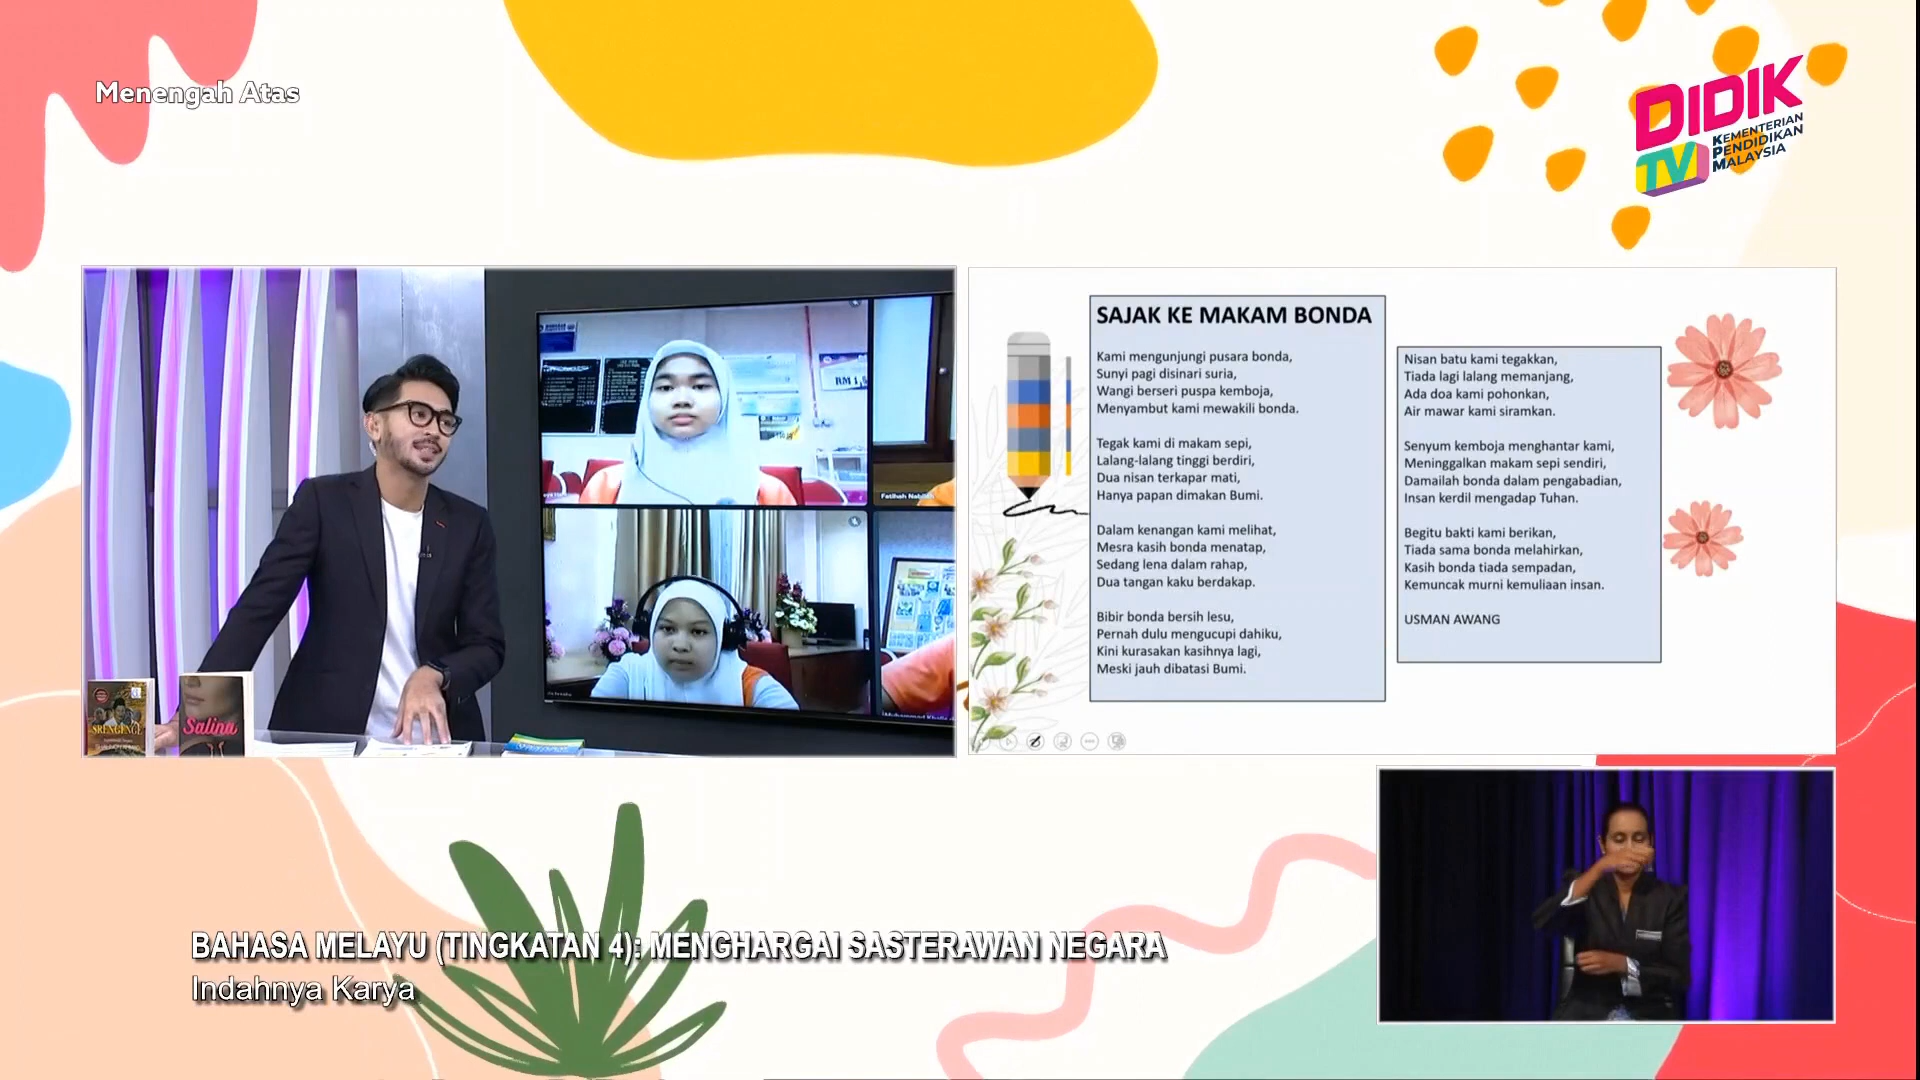 Menengah Atas
DIDIK
TV
KEMENTERIAN
PENDIDIKAN
MALAYSIA
RM 1
Fatihah Nabilah
SRENGENGE
SHAHNON AHMAD
Salina
SAJAK KE MAKAM BONDA
Kami mengunjungi pusara bonda,
Sunyi pagi disinari suria,
Wangi berseri puspa kemboja,
Menyambut kami mewakili bonda.
Tegak kami di makam sepi,
Lalang-lalang tinggi berdiri,
Dua nisan terkapar mati,
Hanya papan dimakan Bumi.
Dalam kenangan kami melihat,
Mesra kasih bonda menatap,
Sedang lena dalam rahap,
Dua tangan kaku berdakap.
Bibir bonda bersih lesu,
Pernah dulu mengucupi dahiku,
Kini kurasakan kasihnya lagi,
Meski jauh dibatasi Bumi.
Nisan batu kami tegakkan,
Tiada lagi lalang memanjang,
Ada doa kami pohonkan,
Air mawar kami siramkan.
Senyum kemboja menghantar kami,
Meninggalkan makam sepi sendiri,
Damailah bonda dalam pengabadian,
Insan kerdil mengadap Tuhan.
Begitu bakti kami berikan,
Tiada sama bonda melahirkan,
Kasih bonda tiada sempadan,
Kemuncak murni kemuliaan insan.
USMAN AWANG
BAHASA MELAYU (TINGKATAN 4): MENGHARGAI SASTERAWAN NEGARA
Indahnya Karya